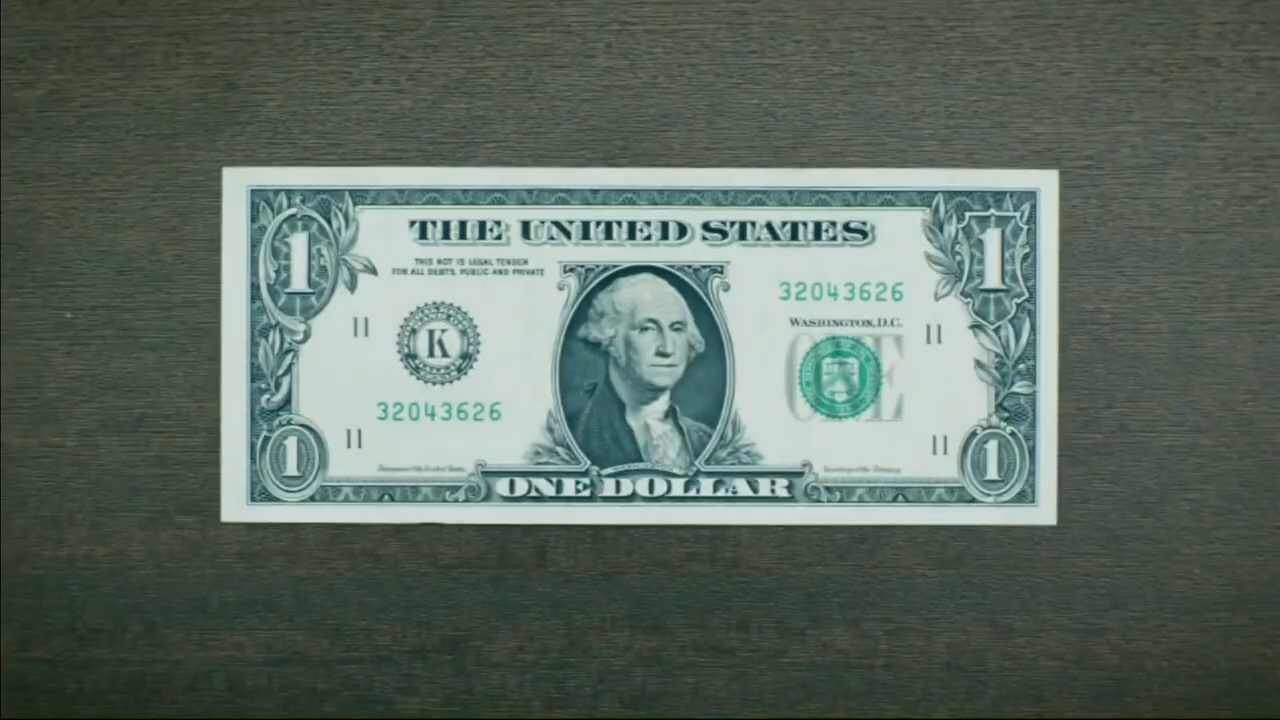 THE UNITED STATES
THIS NOT IS LEGAL TENDER
FOR ALL DEBTS, PUBLIC AND PRIVATE
1
1
32043626
WASHINGTON, D.C.
11
K
11
ONE
32043626
11
11
1
ONE DOLLAR
1